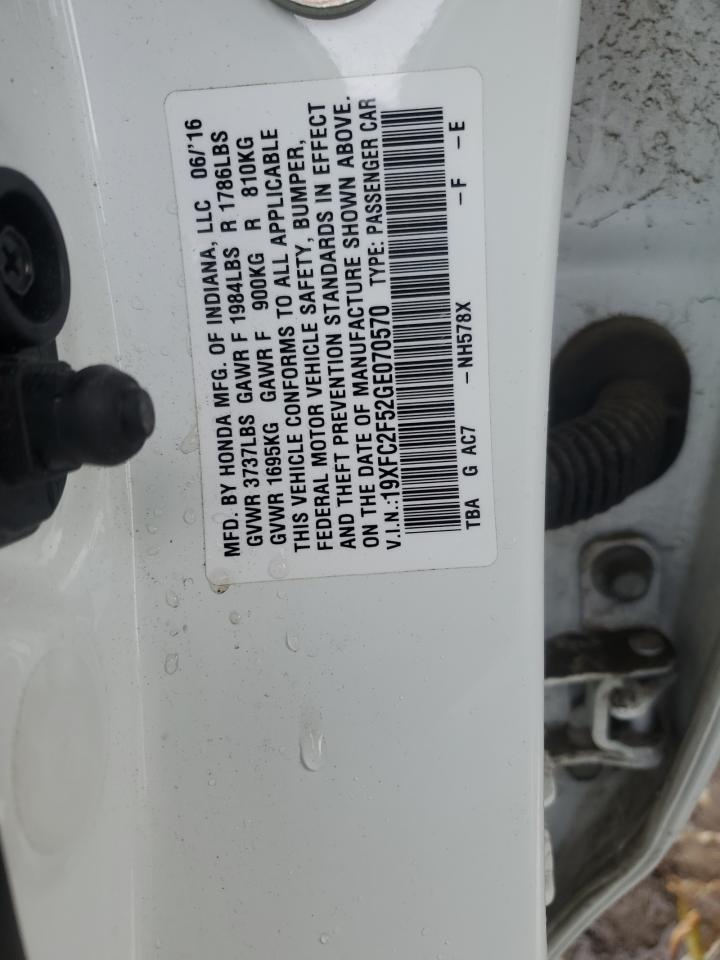 MFD. BY HONDA MFG. OF INDIANA, LLC 06/'16
GVWR 3737LBS GAWR F 1984LBS R 1786LBS
GVWR 1695KG GAWR F 900KG R 810KG
THIS VEHICLE CONFORMS TO ALL APPLICABLE
FEDERAL MOTOR VEHICLE SAFETY, BUMPER,
AND THEFT PREVENTION STANDARDS IN EFFECT
ON THE DATE OF MANUFACTURE SHOWN ABOVE.
V.I.N.:19XFC2F52GE070570 TYPE: PASSENGER CAR
TBA G AC7 -NH578X -F -E